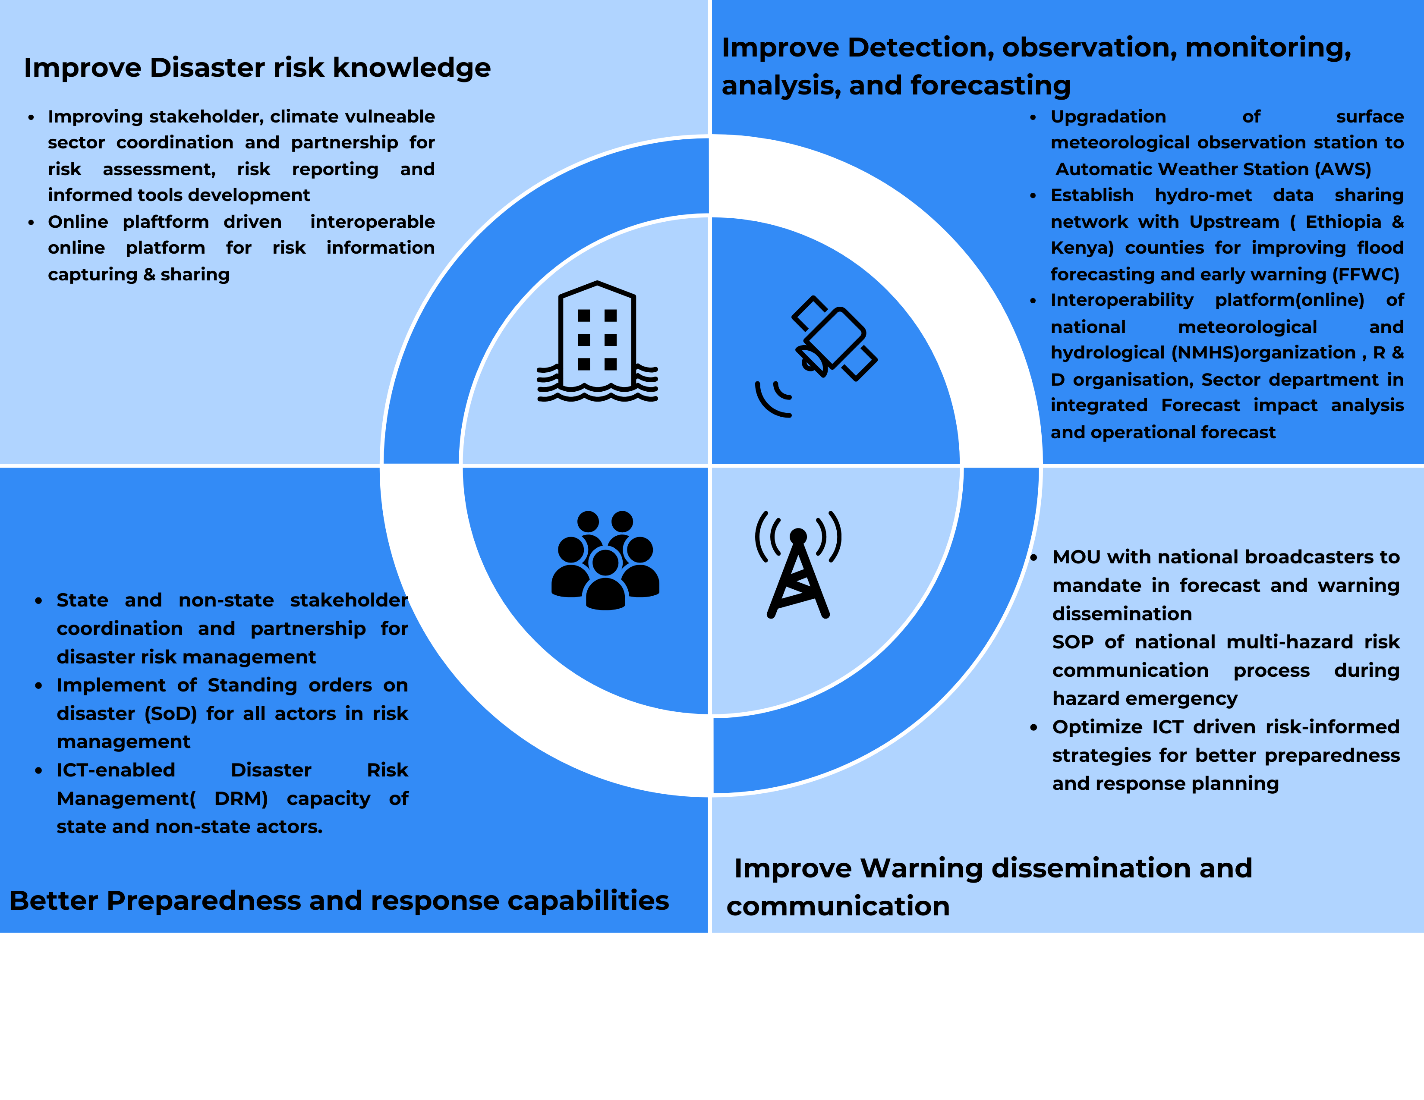 Improve Disaster risk knowledge
• Improving stakeholder, climate vulneable
sector coordination and partnership for
risk assessment, risk reporting and
informed tools development
• Online plaftform driven interoperable
online platform for risk information
capturing & sharing
Improve Detection, observation, monitoring,
analysis, and forecasting
• Upgradation of surface
meteorological observation station to
Automatic Weather Station (AWS)
• Establish hydro-met data sharing
network with Upstream ( Ethiopia &
Kenya) counties for improving flood
forecasting and early warning (FFWC)
• Interoperability platform(online) of
national meteorological and
hydrological (NMHS)organization , R &
D organisation, Sector department in
integrated Forecast impact analysis
and operational forecast
• State and non-state stakeholder
coordination and partnership for
disaster risk management
• Implement of Standing orders on
disaster (SoD) for all actors in risk
management
• ICT-enabled Disaster Risk
Management( DRM) capacity of
state and non-state actors.
Better Preparedness and response capabilities
• MOU with national broadcasters to
mandate in forecast and warning
dissemination
SOP of national multi-hazard risk
communication process during
hazard emergency
• Optimize ICT driven risk-informed
strategies for better preparedness
and response planning
Improve Warning dissemination and
communication